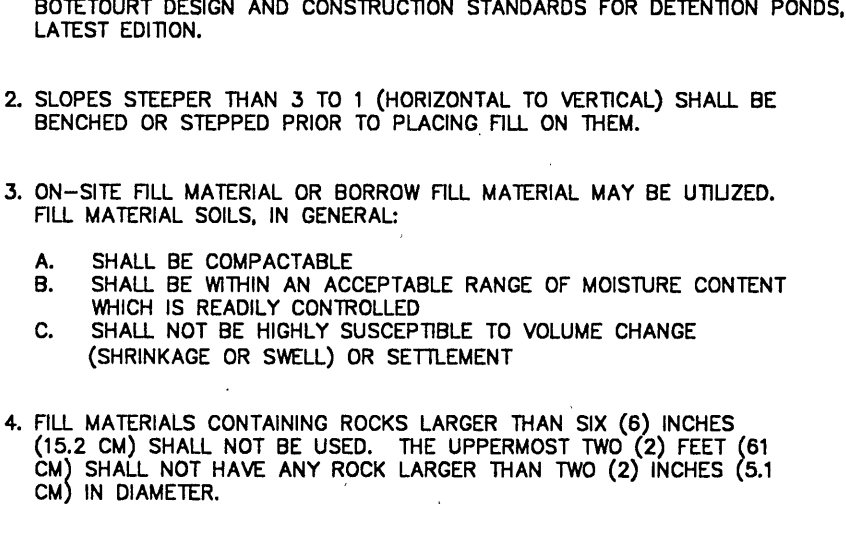 BOTETOURT DESIGN AND CONSTRUCTION STANDARDS FOR DETENTION PONDS,
LATEST EDITION.
2. SLOPES STEEPER THAN 3 TO 1 (HORIZONTAL TO VERTICAL) SHALL BE
BENCHED OR STEPPED PRIOR TO PLACING FILL ON THEM.
3. ON-SITE FILL MATERIAL OR BORROW FILL MATERIAL MAY BE UTILIZED.
FILL MATERIAL SOILS, IN GENERAL:
A. SHALL BE COMPACTABLE
B. SHALL BE WITHIN AN ACCEPTABLE RANGE OF MOISTURE CONTENT
WHICH IS READILY CONTROLLED
C. SHALL NOT BE HIGHLY SUSCEPTIBLE TO VOLUME CHANGE
(SHRINKAGE OR SWELL) OR SETTLEMENT
4. FILL MATERIALS CONTAINING ROCKS LARGER THAN SIX (6) INCHES
(15.2 CM) SHALL NOT BE USED. THE UPPERMOST TWO (2) FEET (61
CM) SHALL NOT HAVE ANY ROCK LARGER THAN TWO (2) INCHES (5.1
CM) IN DIAMETER.